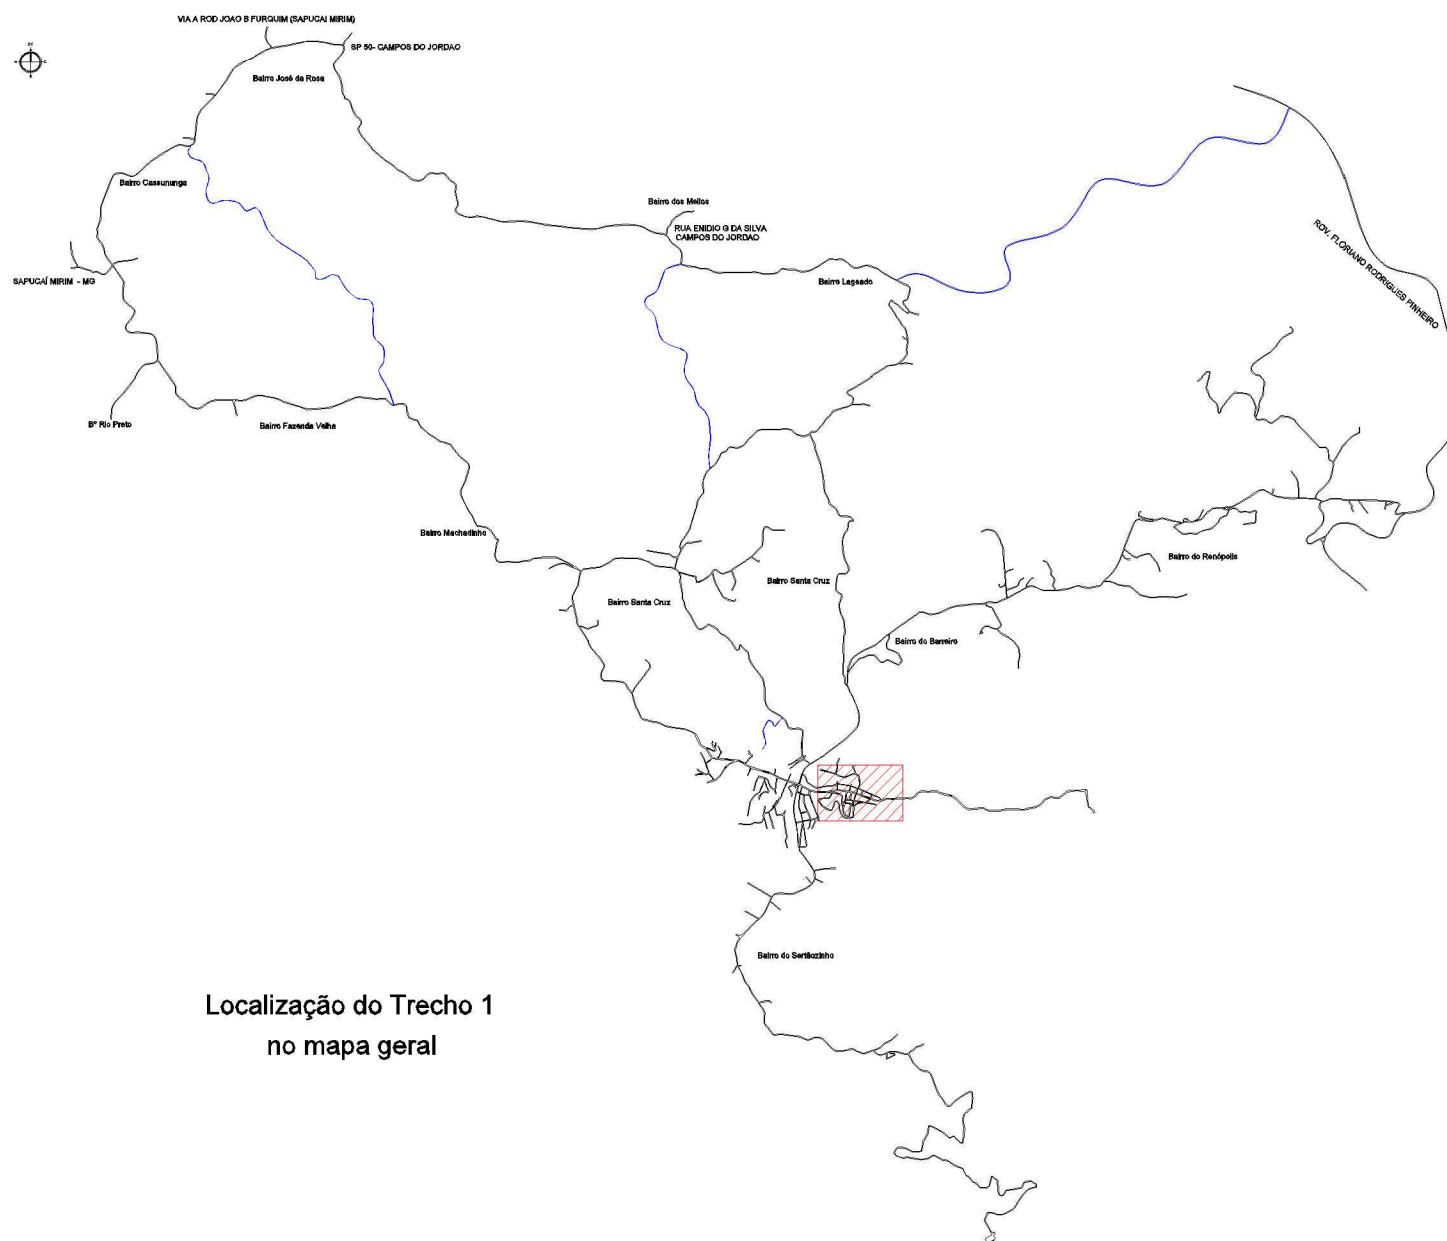 VIA A ROD JOAO B FURQUIM (SAPUCAI MIRIM)
SP 50- CAMPOS DO JORDAO
N
Bairro José da Rosa
Bairro Cassununga
Bairro dos Mellos
RUA ENIDIO G DA SILVA
CAMPOS DO JORDAO
ROV. FLORIANO RODRIGUES PINHEIRO
SAPUCAÍ MIRIM - MG
Bairro Lageado
B° Rio Preto
Bairro Fazenda Velha
Bairro Machadinho
Bairro do Renópolis
Bairro Santa Cruz
Bairro Santa Cruz
Bairro do Barreiro
Bairro do Sertãozinho
Localização do Trecho 1
no mapa geral